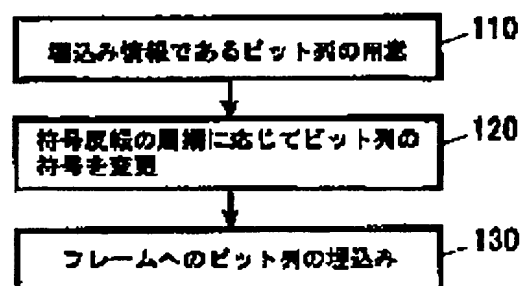 埋込み情報であるビット列の用意
110
符号反転の周期に応じてビット列の
符号を変更
120
フレームへのビット列の埋込み
130